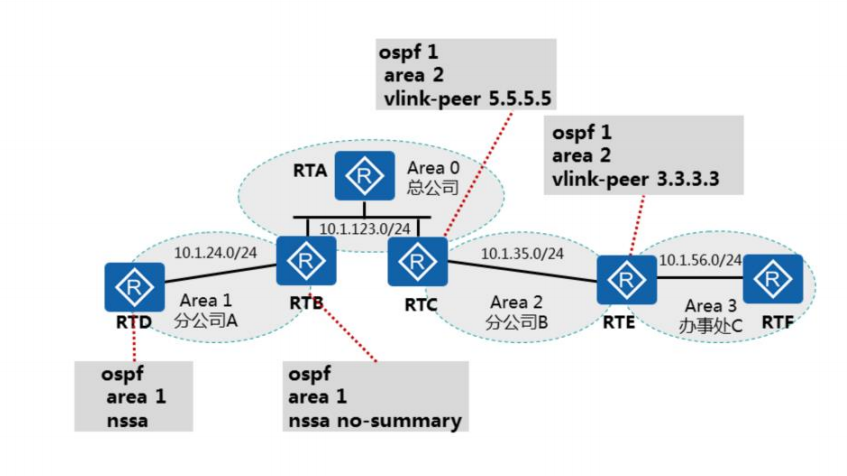 ospf 1
area 2
vlink-peer 5.5.5.5
ospf 1
area 2
vlink-peer 3.3.3.3
RTA
R
Area 0
总公司
10.1.123.0/24
10.1.24.0/24
R
R
10.1.35.0/24
10.1.56.0/24
R
R
R
RTD
Area 1
分公司A
RTB
RTC
Area 2
分公司B
RTE
Area 3
办事处C
RTF
ospf
area 1
nssa
ospf
area 1
nssa no-summary